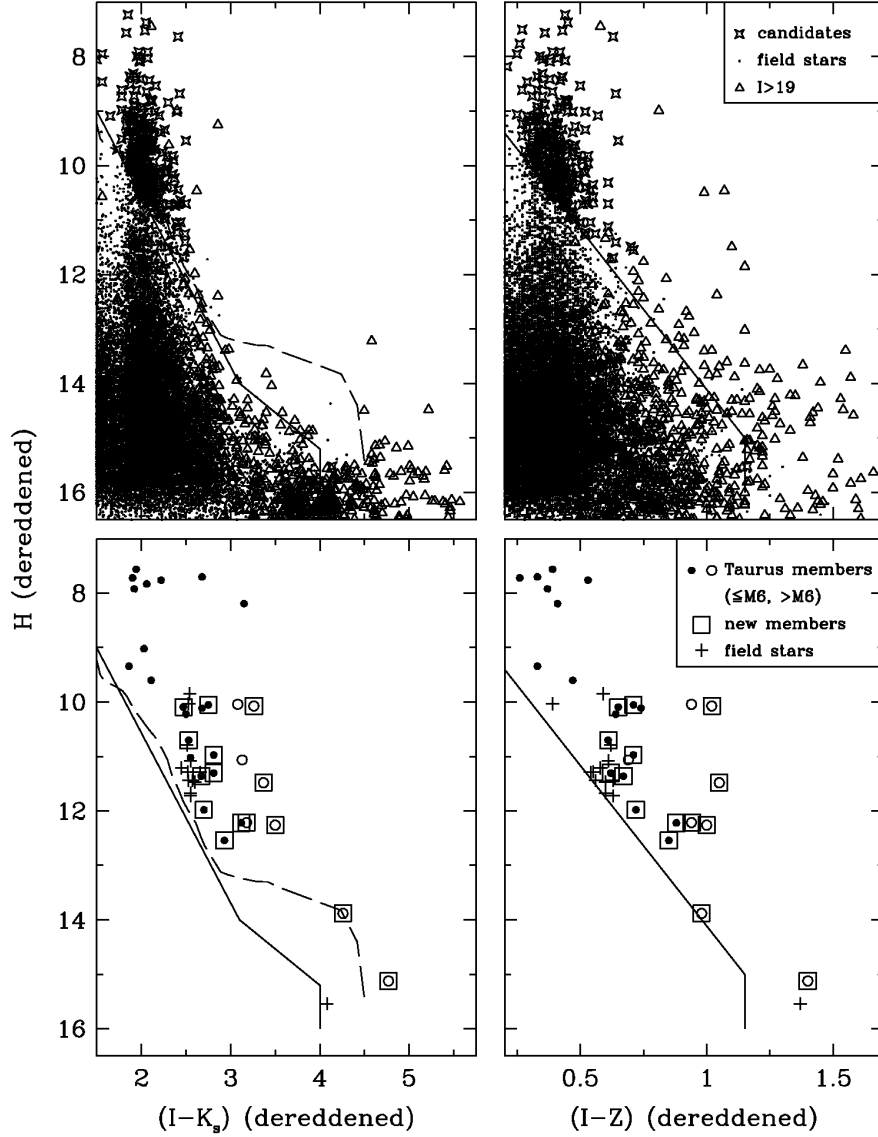 8
10
12
14
16
candidates
field stars
I>19
H (dereddened)
8
10
12
14
16
Taurus members
(≦M6, >M6)
new members
field stars
2
3
4
5
0.5
1
1.5
(I−Kₛ) (dereddened)
(I−Z) (dereddened)